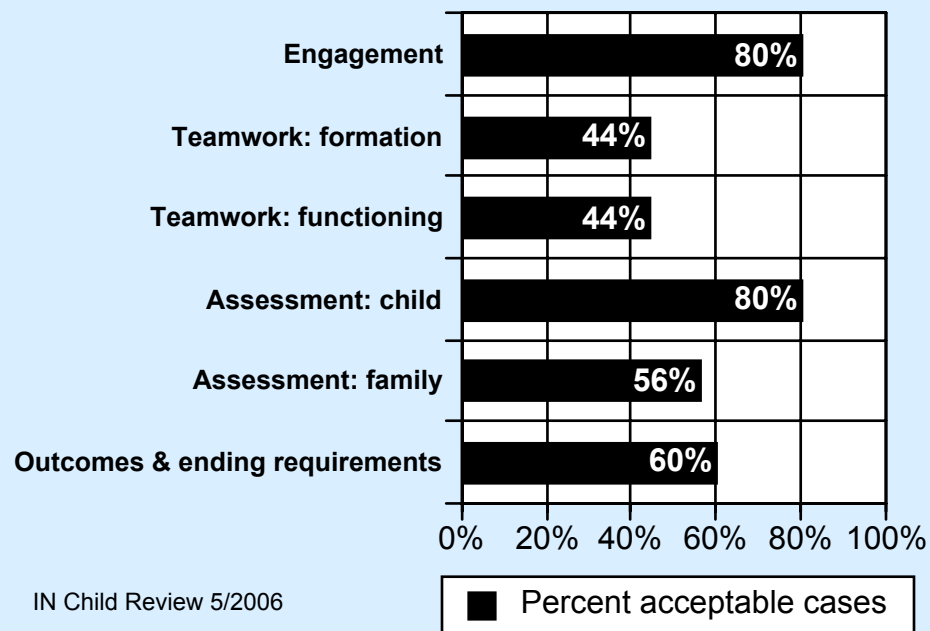 Engagement
80%
Teamwork: formation
44%
Teamwork: functioning
44%
Assessment: child
80%
Assessment: family
56%
Outcomes & ending requirements
60%
0% 20% 40% 60% 80% 100%
IN Child Review 5/2006
Percent acceptable cases